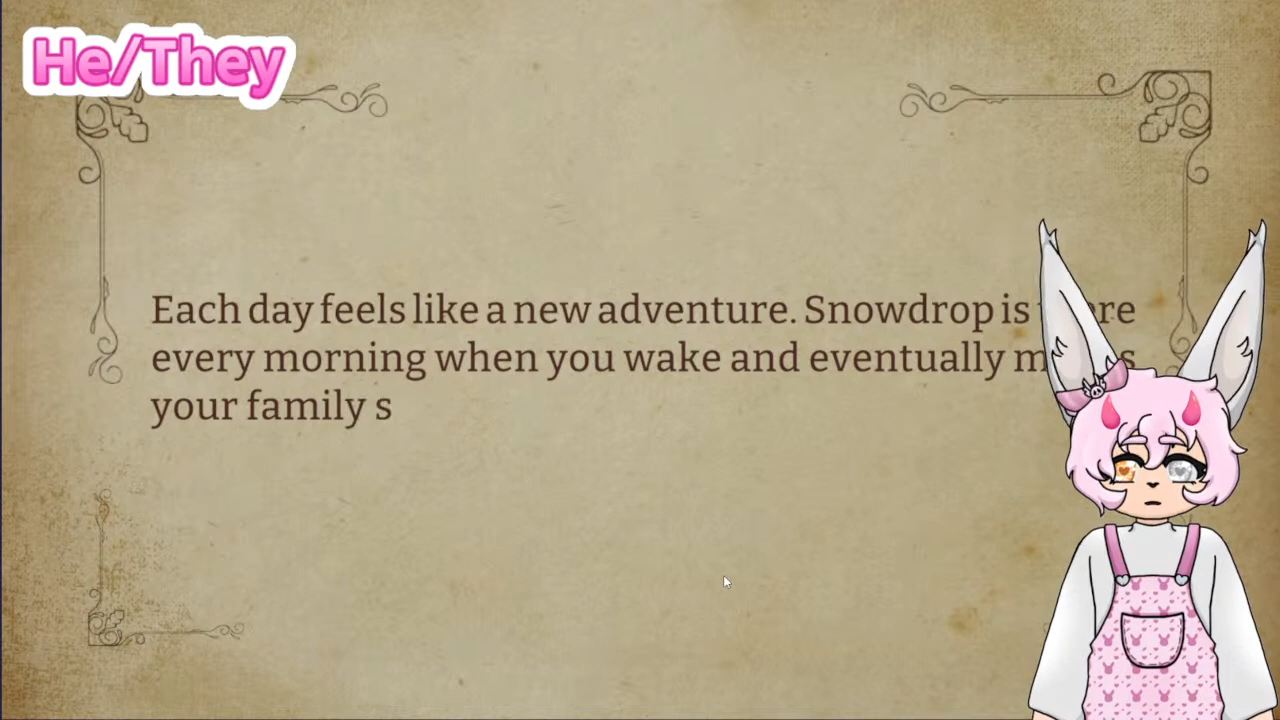 He/They
Each day feels like a new adventure. Snowdrop is
every morning when you wake and eventually
your family s